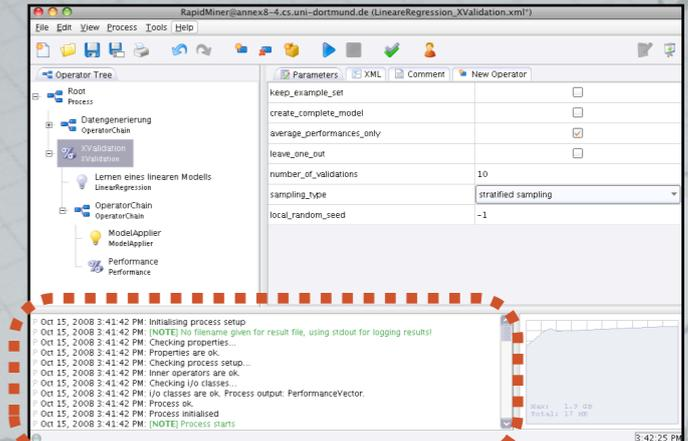 RapidMiner@annex8-4.cs.uni-dortmund.de (LineareRegression_XValidation.xml*)
File Edit View Process Tools Help
Operator Tree
Root
Process
Datengenerierung
OperatorChain
XValidation
XValidation
Lernen eines linearen Modells
LinearRegression
OperatorChain
OperatorChain
ModelApplier
ModelApplier
Performance
Performance
Parameters XML Comment New Operator
keep_example_set
create_complete_model
average_performances_only
leave_one_out
number_of_validations 10
sampling_type stratified sampling
local_random_seed -1
P Oct 15, 2008 3:41:42 PM: Initialising process setup
P Oct 15, 2008 3:41:42 PM: [NOTE] No filename given for result file, using stdout for logging results!
P Oct 15, 2008 3:41:42 PM: Checking properties...
P Oct 15, 2008 3:41:42 PM: Properties are ok.
P Oct 15, 2008 3:41:42 PM: Checking process setup...
P Oct 15, 2008 3:41:42 PM: Inner operators are ok.
P Oct 15, 2008 3:41:42 PM: Checking i/o classes...
P Oct 15, 2008 3:41:42 PM: i/o classes are ok. Process output: PerformanceVector.
P Oct 15, 2008 3:41:42 PM: Process ok.
P Oct 15, 2008 3:41:42 PM: Process initialised
P Oct 15, 2008 3:41:42 PM: [NOTE] Process starts
Max: 1.9 GB
Total: 17 MB
3:42:25 PM